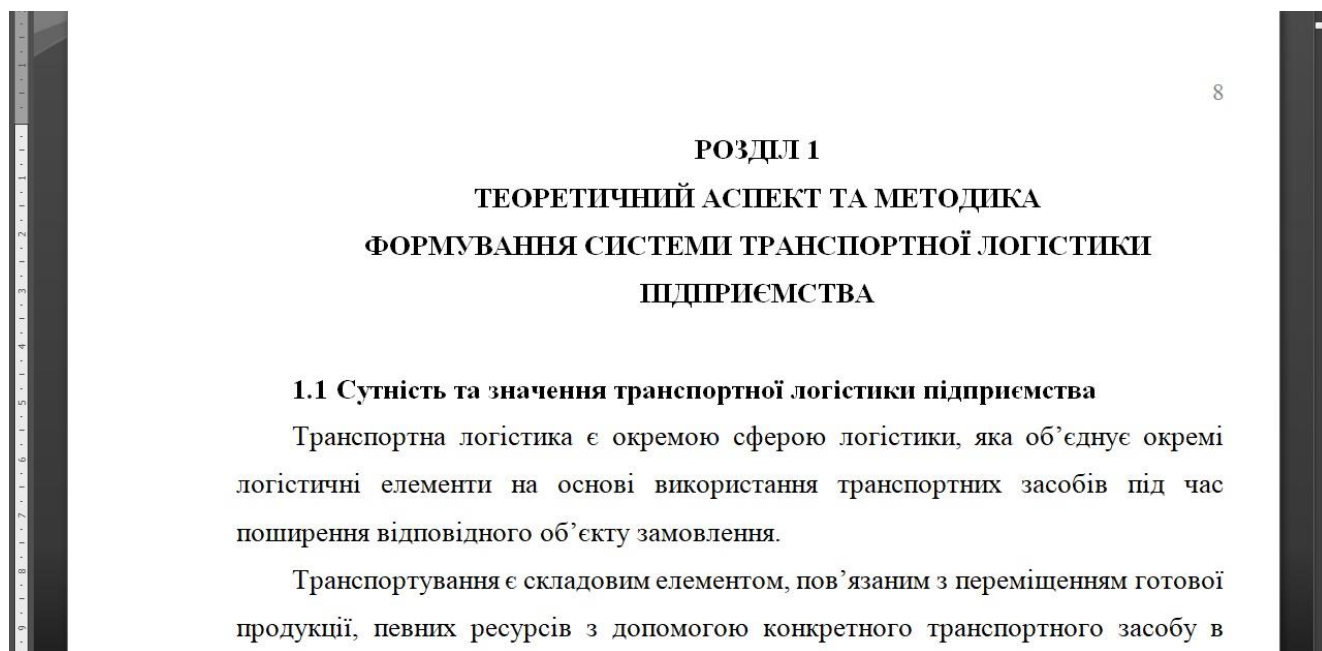 8
РОЗДІЛ 1
ТЕОРЕТИЧНИЙ АСПЕКТ ТА МЕТОДИКА
ФОРМУВАННЯ СИСТЕМИ ТРАНСПОРТНОЇ ЛОГІСТИКИ
ПІДПРИЄМСТВА
1.1 Сутність та значення транспортної логістики підприємства
Транспортна логістика є окремою сферою логістики, яка об’єднує окремі
логістичні елементи на основі використання транспортних засобів під час
поширення відповідного об’єкту замовлення.
Транспортування є складовим елементом, пов’язаним з переміщенням готової
продукції, певних ресурсів з допомогою конкретного транспортного засобу в